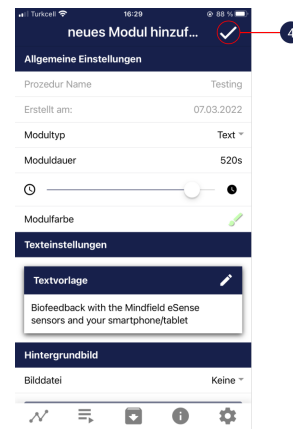 Turkcell 16:29 88 %
neues Modul hinzuf... 4
Allgemeine Einstellungen
Prozedur Name Testing
Erstellt am: 07.03.2022
Modultyp Text
Moduldauer 520s
Modulfarbe
Texteinstellungen
Textvorlage
Biofeedback with the Mindfield eSense
sensors and your smartphone/tablet
Hintergrundbild
Bilddatei Keine